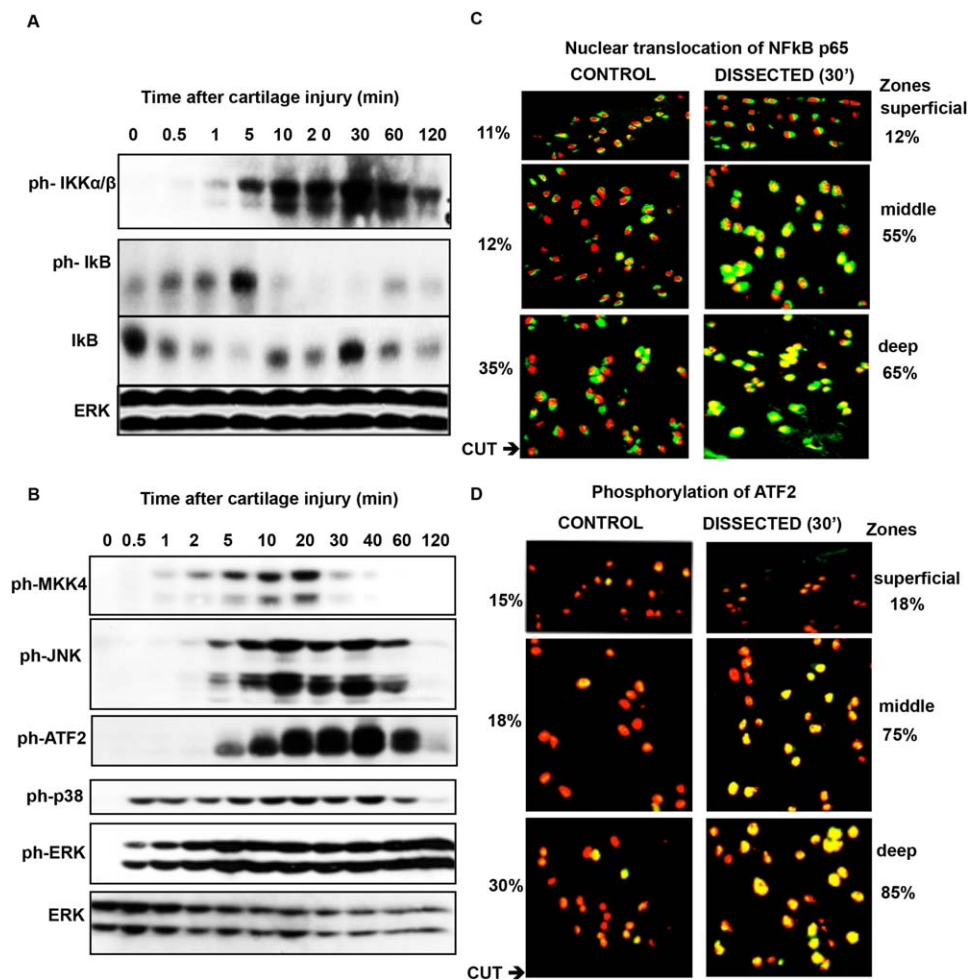 A
Time after cartilage injury (min)
0 0.5 1 5 10 2 0 30 60 120
ph- IKKα/β
ph- IkB
IkB
ERK
B
Time after cartilage injury (min)
0 0.5 1 2 5 10 20 30 40 60 120
ph-MKK4
ph-JNK
ph-ATF2
ph-p38
ph-ERK
ERK
C
Nuclear translocation of NFkB p65
CONTROL DISSECTED (30') Zones
superficial
11% 12%
middle
12% 55%
deep
35% 65%
CUT ➔
D
Phosphorylation of ATF2
CONTROL DISSECTED (30') Zones
superficial
15% 18%
middle
18% 75%
deep
30% 85%
CUT ➔